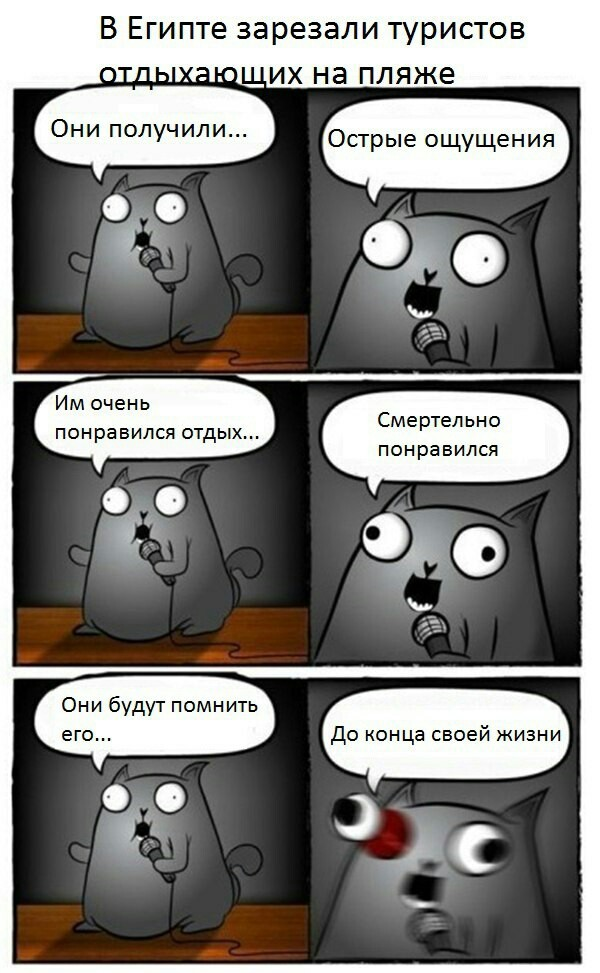 В Египте зарезали туристов
отдыхающих на пляже
Они получили...
Острые ощущения
Им очень
понравился отдых...
Смертельно
понравился
Они будут помнить
его...
До конца своей жизни